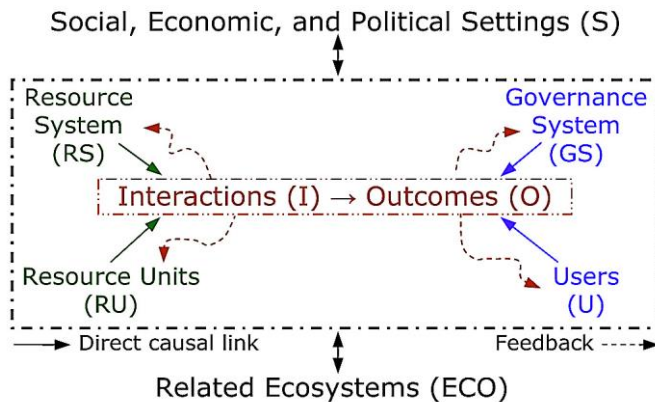 Social, Economic, and Political Settings (S)
Resource
System
(RS)
Governance
System
(GS)
Interactions (I) → Outcomes (O)
Resource Units
(RU)
Users
(U)
Direct causal link
Feedback
Related Ecosystems (ECO)